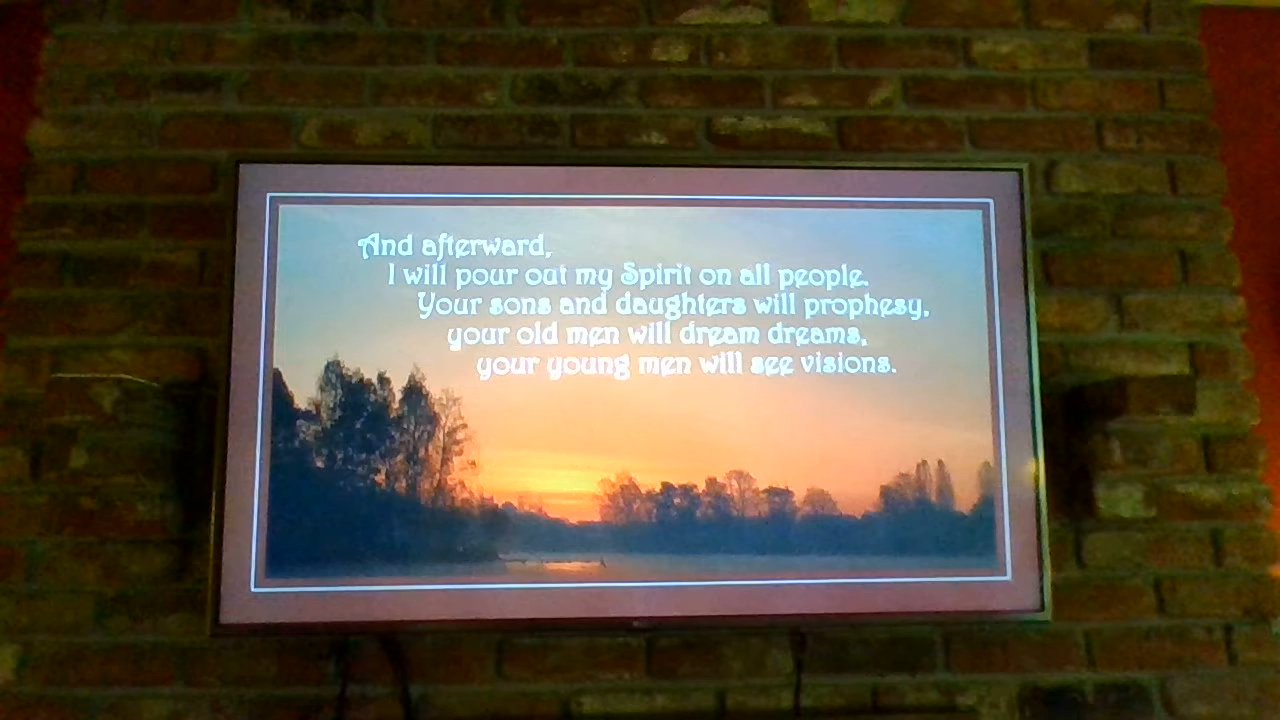 And afterward,
I will pour out my Spirit on all people.
Your sons and daughters will prophesy,
your old men will dream dreams,
your young men will see visions.